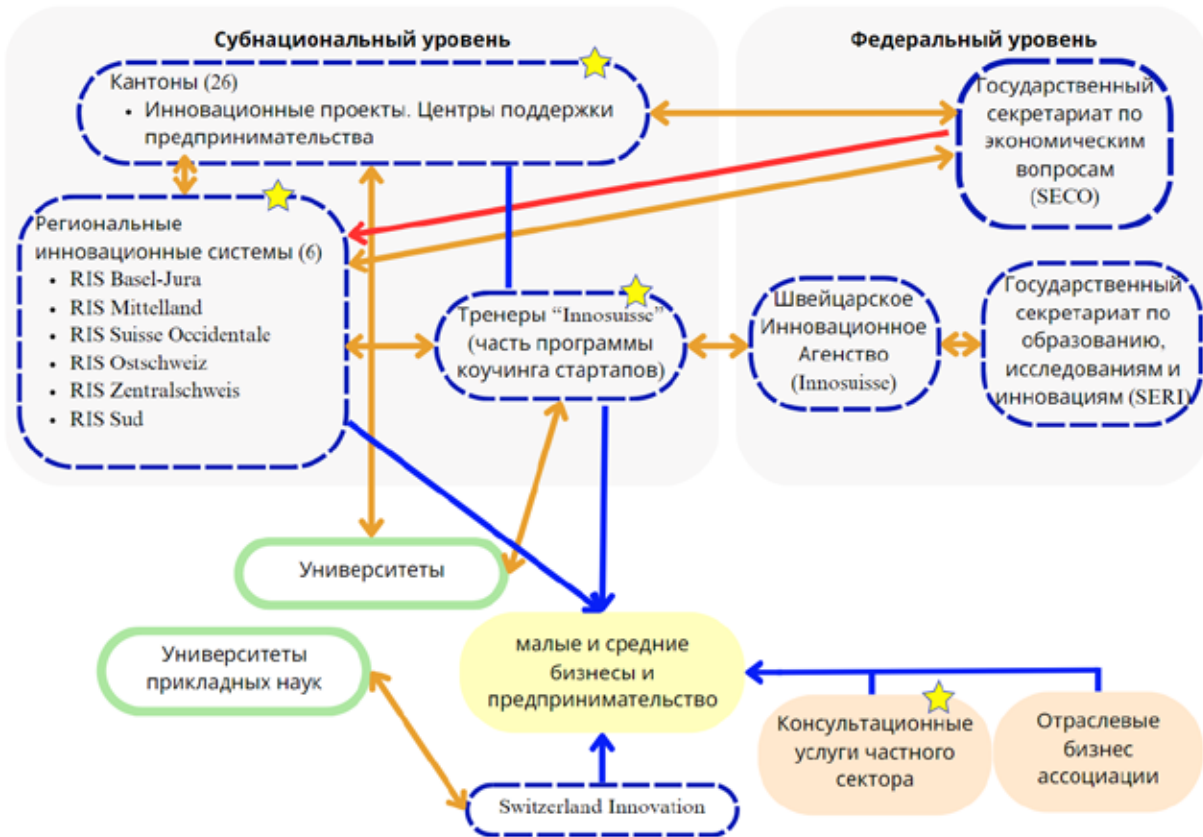 Субнациональный уровень
Федеральный уровень
Кантоны (26)
• Инновационные проекты. Центры поддержки
предпринимательства
Государственный
секретариат по
экономическим
вопросам
(SECO)
Региональные
инновационные системы (6)
• RIS Basel-Jura
• RIS Mittelland
• RIS Suisse Occidentale
• RIS Ostschweiz
• RIS Zentralschweis
• RIS Sud
Тренеры “Innosuisse”
(часть программы
коучинга стартапов)
Швейцарское
Инновационное
Агенство
(Innosuisse)
Государственный
секретариат по
образованию,
исследованиям и
инновациям (SERI)
Университеты
Университеты
прикладных наук
малые и средние
бизнесы и
предпринимательство
Консультационные
услуги частного
сектора
Отраслевые
бизнес
ассоциации
Switzerland Innovation